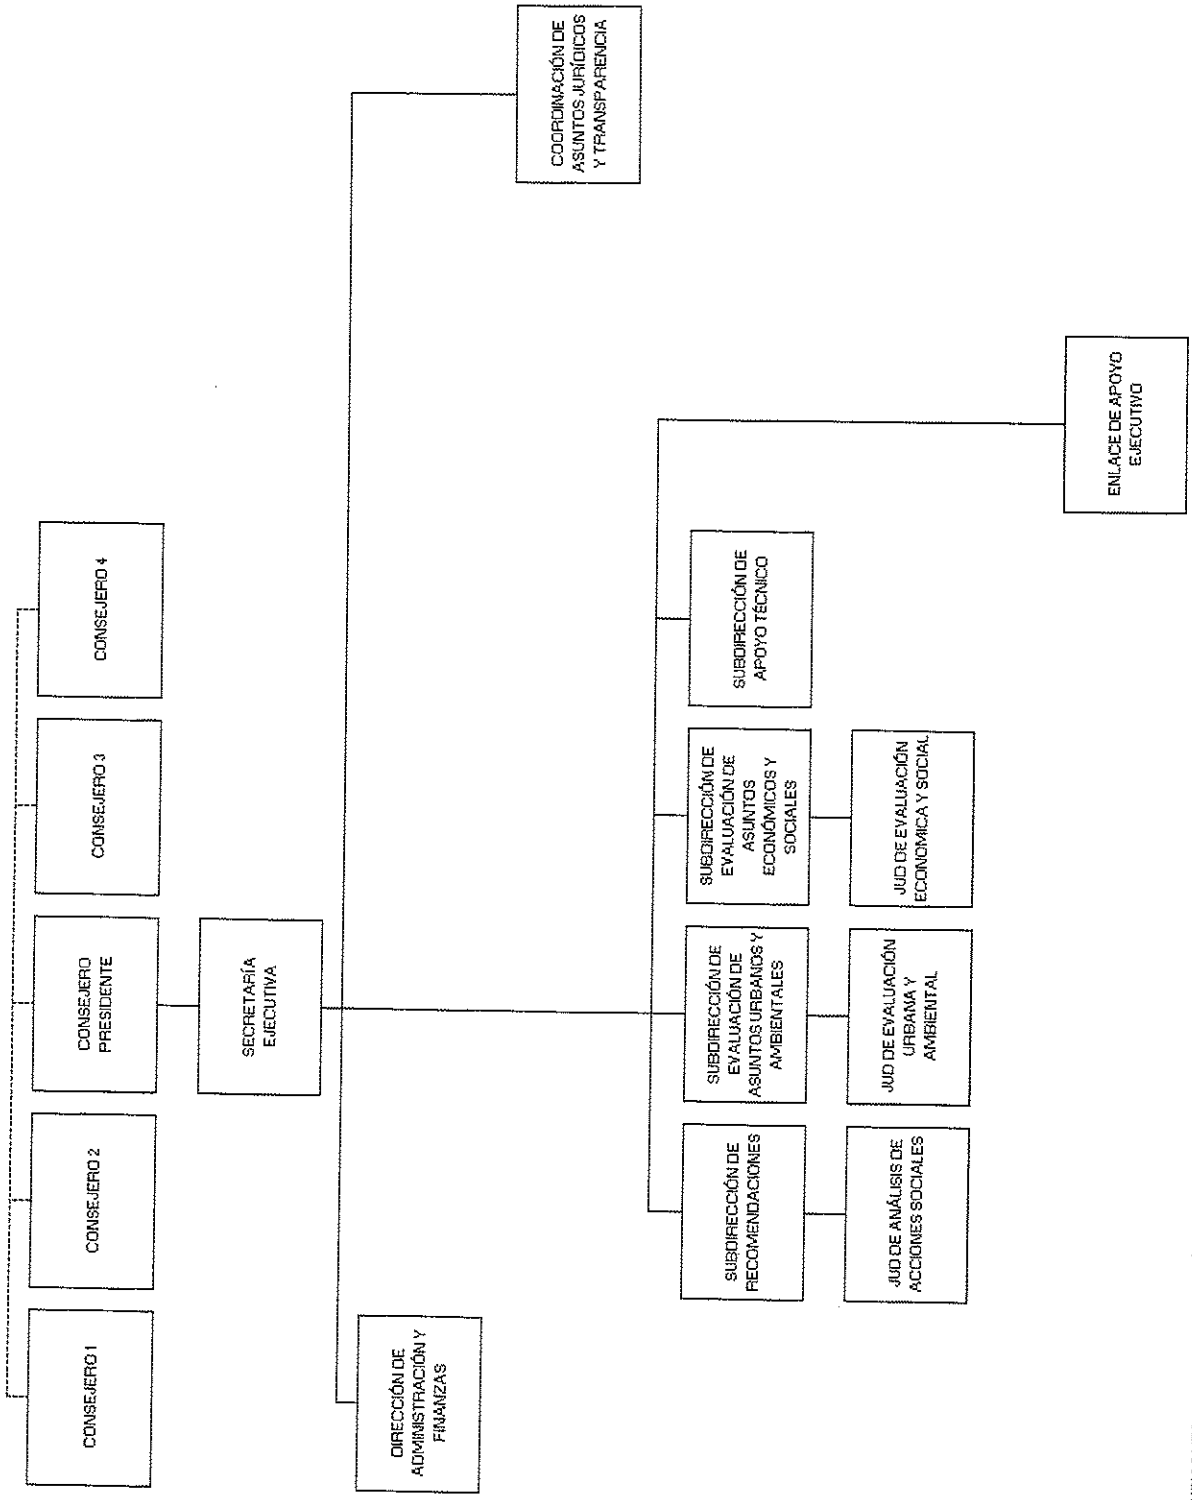 CONSEJERO 1
CONSEJERO 2
CONSEJERO
PRESIDENTE
CONSEJERO 3
CONSEJERO 4
SECRETARÍA
EJECUTIVA
DIRECCIÓN DE
ADMINISTRACIÓN Y
FINANZAS
COORDINACIÓN DE
ASUNTOS JURÍDICOS
Y TRANSPARENCIA
SUBDIRECCIÓN DE
RECOMENDACIONES
SUBDIRECCIÓN DE
EVALUACIÓN DE
ASUNTOS URBANOS Y
AMBIENTALES
SUBDIRECCIÓN DE
EVALUACIÓN DE
ASUNTOS
ECONÓMICOS Y
SOCIALES
SUBDIRECCIÓN DE
APOYO TÉCNICO
JUD DE ANÁLISIS DE
ACCIONES SOCIALES
JUD DE EVALUACIÓN
URBANA Y
AMBIENTAL
JUD DE EVALUACIÓN
ECONOMICA Y SOCIAL
ENLACE DE APOYO
EJECUTIVO